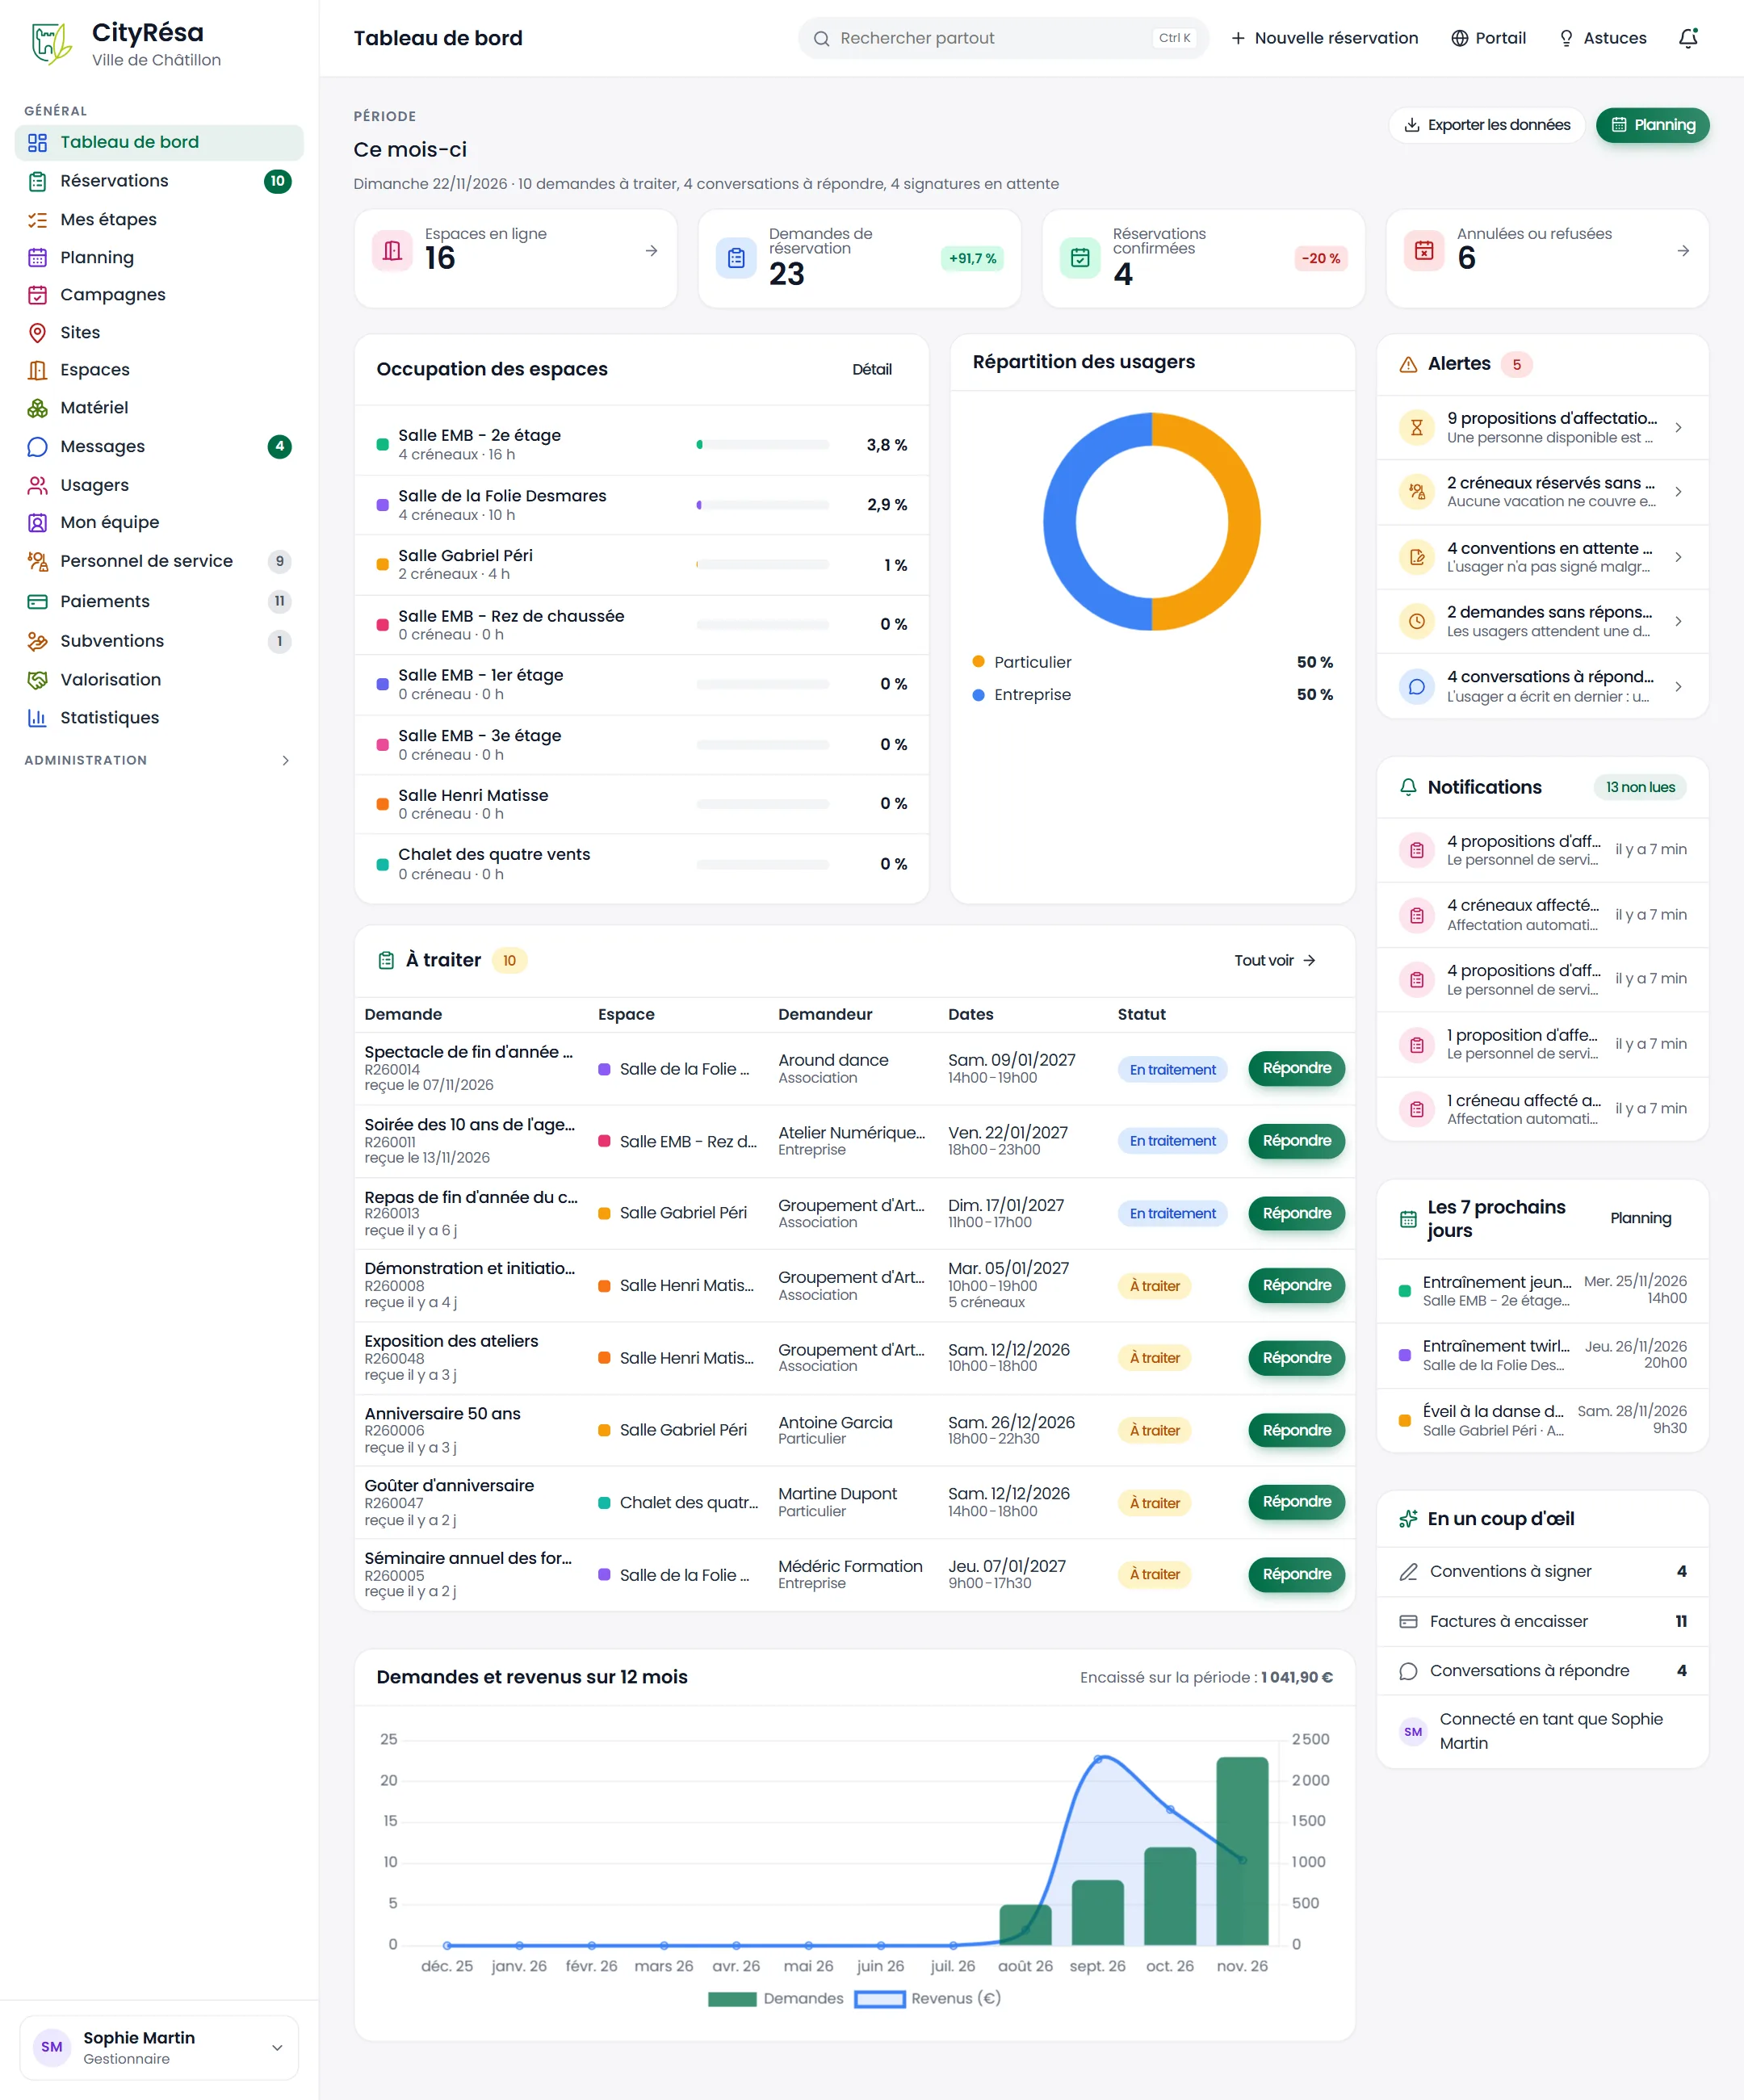 CityRésa
Ville de Châtillon
GÉNÉRAL
Tableau de bord
Réservations 10
Mes étapes
Planning
Campagnes
Sites
Espaces
Matériel
Messages 4
Usagers
Mon équipe
Personnel de service 9
Paiements 11
Subventions 1
Valorisation
Statistiques
ADMINISTRATION
SM
Sophie Martin
Gestionnaire
Tableau de bord
Rechercher partout
Ctrl K
Nouvelle réservation
Portail
Astuces
PÉRIODE
Ce mois-ci
Dimanche 22/11/2026 · 10 demandes à traiter, 4 conversations à répondre, 4 signatures en attente
Exporter les données
Planning
Espaces en ligne
16
Demandes de
réservation
23
+91,7 %
Réservations
confirmées
4
-20 %
Annulées ou refusées
6
Occupation des espaces
Détail
Salle EMB - 2e étage
4 créneaux · 16 h
3,8 %
Salle de la Folie Desmares
4 créneaux · 10 h
2,9 %
Salle Gabriel Péri
2 créneaux · 4 h
1 %
Salle EMB - Rez de chaussée
0 créneau · 0 h
0 %
Salle EMB - 1er étage
0 créneau · 0 h
0 %
Salle EMB - 3e étage
0 créneau · 0 h
0 %
Salle Henri Matisse
0 créneau · 0 h
0 %
Chalet des quatre vents
0 créneau · 0 h
0 %
Répartition des usagers
Particulier 50 %
Entreprise 50 %
Alertes 5
9 propositions d'affectatio...
Une personne disponible est ...
2 créneaux réservés sans ...
Aucune vacation ne couvre e...
4 conventions en attente ...
L'usager n'a pas signé malgr...
2 demandes sans répons...
Les usagers attendent une d...
4 conversations à répond...
L'usager a écrit en dernier : u...
Notifications
13 non lues
4 propositions d'aff...
Le personnel de servi...
il y a 7 min
4 créneaux affecté...
Affectation automati...
il y a 7 min
4 propositions d'aff...
Le personnel de servi...
il y a 7 min
1 proposition d'affe...
Le personnel de servi...
il y a 7 min
1 créneau affecté a...
Affectation automati...
il y a 7 min
Les 7 prochains
jours
Planning
Entraînement jeun...
Salle EMB - 2e étage...
Mer. 25/11/2026
14h00
Entraînement twirl...
Salle de la Folie Des...
Jeu. 26/11/2026
20h00
Éveil à la danse d...
Salle Gabriel Péri · A...
Sam. 28/11/2026
9h30
En un coup d'œil
Conventions à signer 4
Factures à encaisser 11
Conversations à répondre 4
SM
Connecté en tant que Sophie
Martin
À traiter 10
Tout voir
Demande Espace Demandeur Dates Statut
Spectacle de fin d'année ...
R260014
reçue le 07/11/2026
Salle de la Folie ...
Around dance
Association
Sam. 09/01/2027
14h00-19h00
En traitement
Répondre
Soirée des 10 ans de l'age...
R260011
reçue le 13/11/2026
Salle EMB - Rez d...
Atelier Numérique...
Entreprise
Ven. 22/01/2027
18h00-23h00
En traitement
Répondre
Repas de fin d'année du c...
R260013
reçue il y a 6 j
Salle Gabriel Péri
Groupement d'Art...
Association
Dim. 17/01/2027
11h00-17h00
En traitement
Répondre
Démonstration et initiatio...
R260008
reçue il y a 4 j
Salle Henri Matis...
Groupement d'Art...
Association
Mar. 05/01/2027
10h00-19h00
5 créneaux
À traiter
Répondre
Exposition des ateliers
R260048
reçue il y a 3 j
Salle Henri Matis...
Groupement d'Art...
Association
Sam. 12/12/2026
10h00-18h00
À traiter
Répondre
Anniversaire 50 ans
R260006
reçue il y a 3 j
Salle Gabriel Péri
Antoine Garcia
Particulier
Sam. 26/12/2026
18h00-22h30
À traiter
Répondre
Goûter d'anniversaire
R260047
reçue il y a 2 j
Chalet des quatr...
Martine Dupont
Particulier
Sam. 12/12/2026
14h00-18h00
À traiter
Répondre
Séminaire annuel des for...
R260005
reçue il y a 2 j
Salle de la Folie ...
Médéric Formation
Entreprise
Jeu. 07/01/2027
9h00-17h30
À traiter
Répondre
Demandes et revenus sur 12 mois
Encaissé sur la période : 1 041,90 €
25 2 500
20 2 000
15 1 500
10 1 000
5 500
0 0
déc. 25 janv. 26 févr. 26 mars 26 avr. 26 mai 26 juin 26 juil. 26 août 26 sept. 26 oct. 26 nov. 26
Demandes Revenus (€)